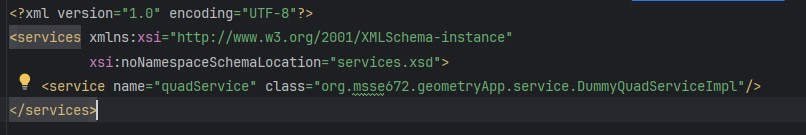 <?xml version="1.0" encoding="UTF-8"?>
<services xmlns:xsi="http://www.w3.org/2001/XMLSchema-instance"
xsi:noNamespaceSchemaLocation="services.xsd">
<service name="quadService" class="org.msse672.geometryApp.service.DummyQuadServiceImpl"/>
</services>